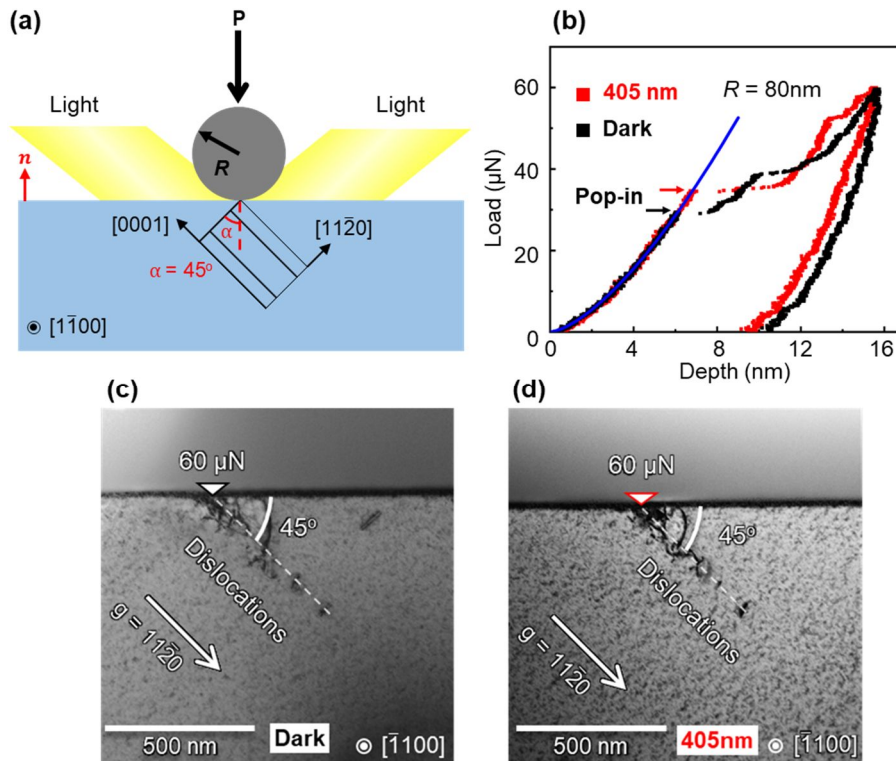 (a)
P
Light
Light
R
n
[0001]
α
[112̄0]
α = 45°
[11̄00]
(b)
60
40
20
0
Load (μN)
405 nm
Dark
R = 80nm
Pop-in
0
4
8
12
16
Depth (nm)
(c)
60 μN
45°
Dislocations
g = 112̄0
500 nm
Dark
[1̄100]
(d)
60 μN
45°
Dislocations
g = 112̄0
500 nm
405nm
[1̄100]